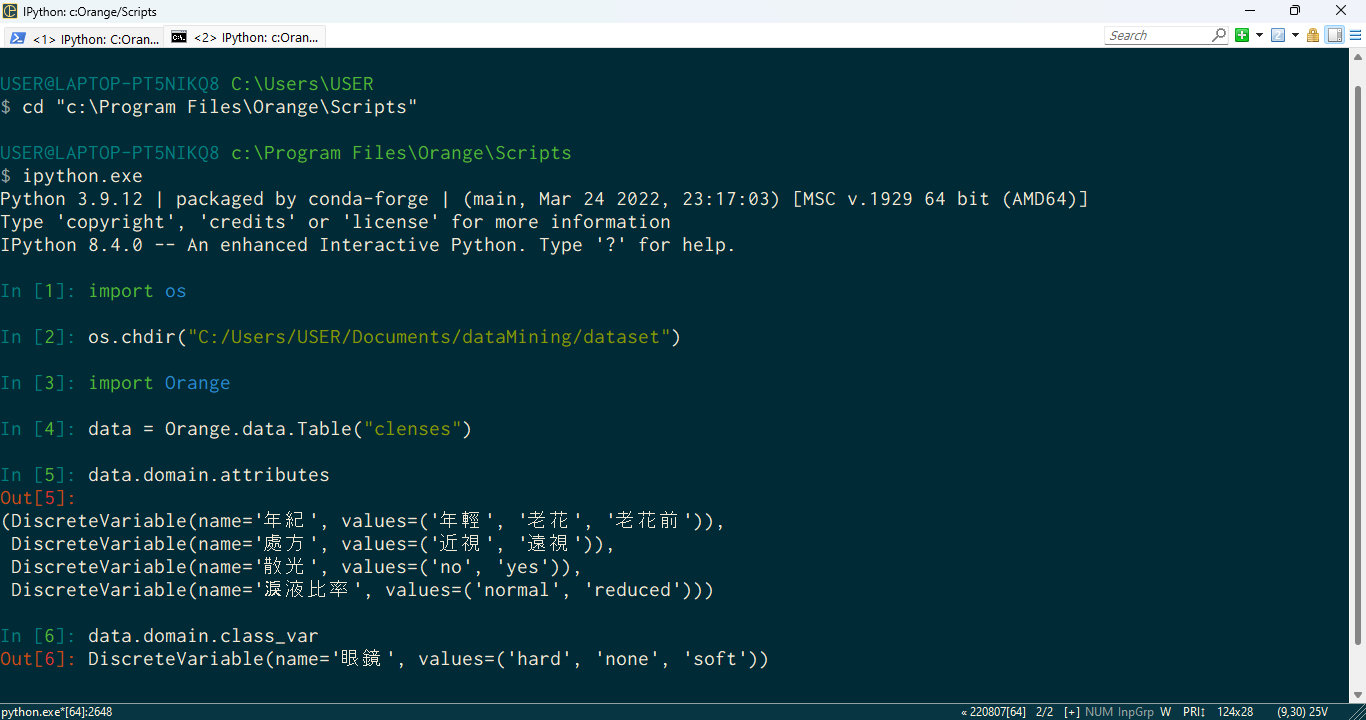 IPython: c:Orange/Scripts
<1> IPython: C:Oran...
<2> IPython: c:Oran...
Search
USER@LAPTOP-PT5NIKQ8 C:\Users\USER
$ cd "c:\Program Files\Orange\Scripts"
USER@LAPTOP-PT5NIKQ8 c:\Program Files\Orange\Scripts
$ ipython.exe
Python 3.9.12 | packaged by conda-forge | (main, Mar 24 2022, 23:17:03) [MSC v.1929 64 bit (AMD64)]
Type 'copyright', 'credits' or 'license' for more information
IPython 8.4.0 -- An enhanced Interactive Python. Type '?' for help.
In [1]: import os
In [2]: os.chdir("C:/Users/USER/Documents/dataMining/dataset")
In [3]: import Orange
In [4]: data = Orange.data.Table("clenses")
In [5]: data.domain.attributes
Out[5]:
(DiscreteVariable(name='年紀', values=('年輕', '老花', '老花前')),
DiscreteVariable(name='處方', values=('近視', '遠視')),
DiscreteVariable(name='散光', values=('no', 'yes')),
DiscreteVariable(name='淚液比率', values=('normal', 'reduced')))
In [6]: data.domain.class_var
Out[6]: DiscreteVariable(name='眼鏡', values=('hard', 'none', 'soft'))
python.exe*[64]:2648
« 220807[64] 2/2 [+] NUM InpGrp W PRI↕ 124x28 (9,30) 25V